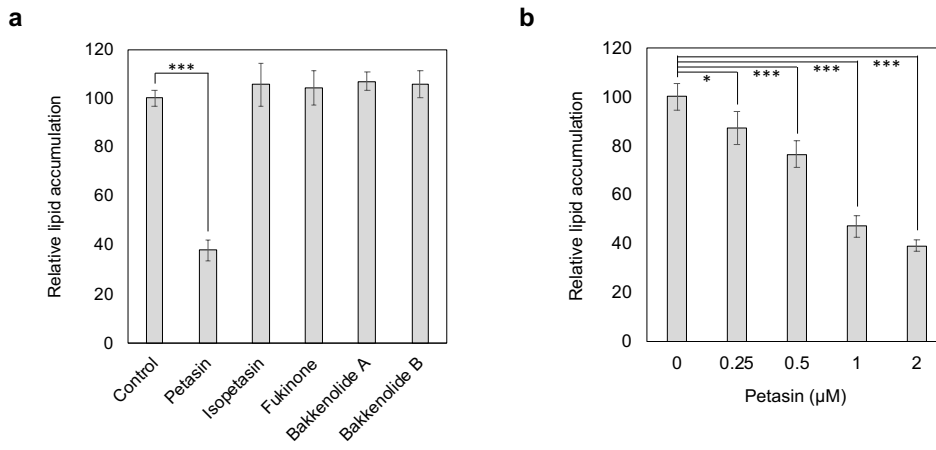 a
120
100
80
60
40
20
0
Relative lipid accumulation
***
Control
Petasin
Isopetasin
Fukinone
Bakkenolide A
Bakkenolide B
b
120
100
80
60
40
20
0
Relative lipid accumulation
* *** *** ***
0 0.25 0.5 1 2
Petasin (µM)